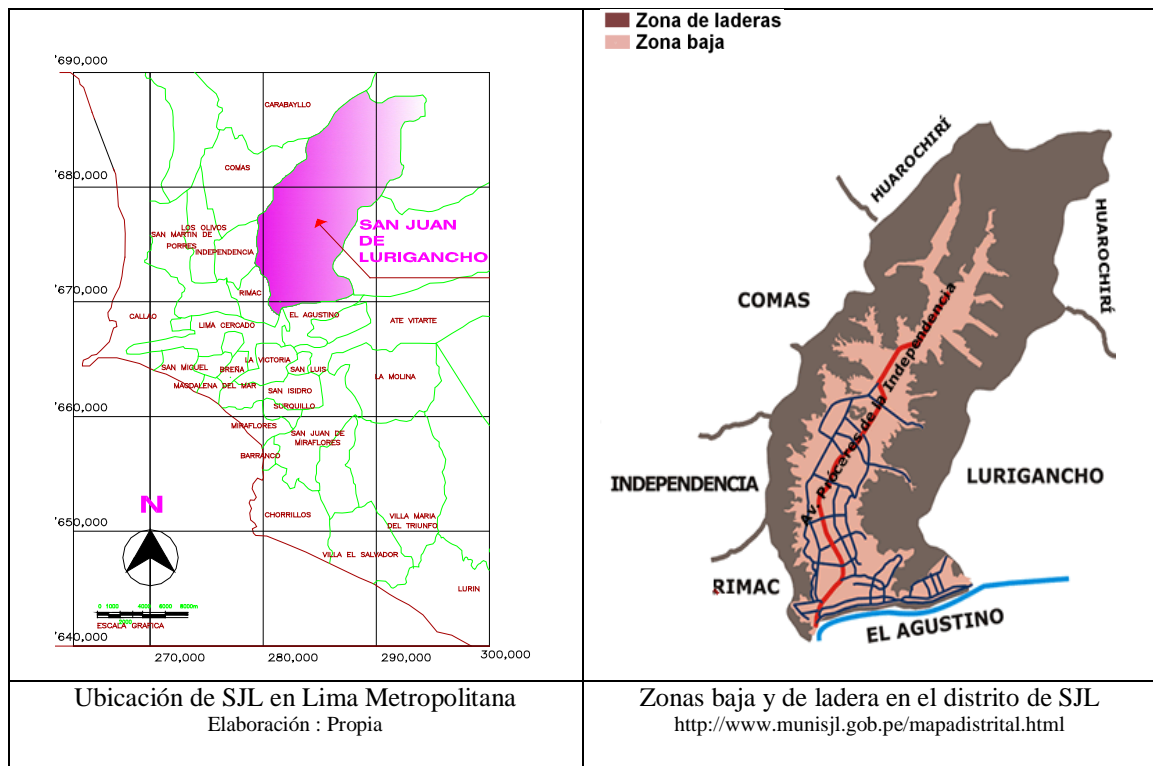 '690,000
CARABAYLLO
COMAS
'680,000
LOS OLIVOS
SAN MARTIN DE
PORRES
INDEPENDENCIA
SAN JUAN
DE
LURIGANCHO
RIMAC
'670,000
CALLAO
LIMA CERCADO
EL AGUSTINO
ATE VITARTE
LA VICTORIA
SAN MIGUEL
BREÑA
SAN LUIS
LA MOLINA
MAGDALENA DEL MAR
SAN ISIDRO
SURQUILLO
'660,000
MIRAFLORES
SAN JUAN DE
MIRAFLORES
BARRANCO
N
CHORRILLOS
VILLA MARIA
DEL TRIUNFO
'650,000
VILLA EL SALVADOR
LURIN
0 1000 4000 6000 8000m
2000
ESCALA GRAFICA
'640,000
270,000
280,000
290,000
300,000
Zona de laderas
Zona baja
HUAROCHIRÍ
HUAROCHIRÍ
COMAS
Av. Próceres de la Independencia
INDEPENDENCIA
LURIGANCHO
RIMAC
EL AGUSTINO
Ubicación de SJL en Lima Metropolitana
Elaboración : Propia
Zonas baja y de ladera en el distrito de SJL
http://www.munisjl.gob.pe/mapadistrital.html